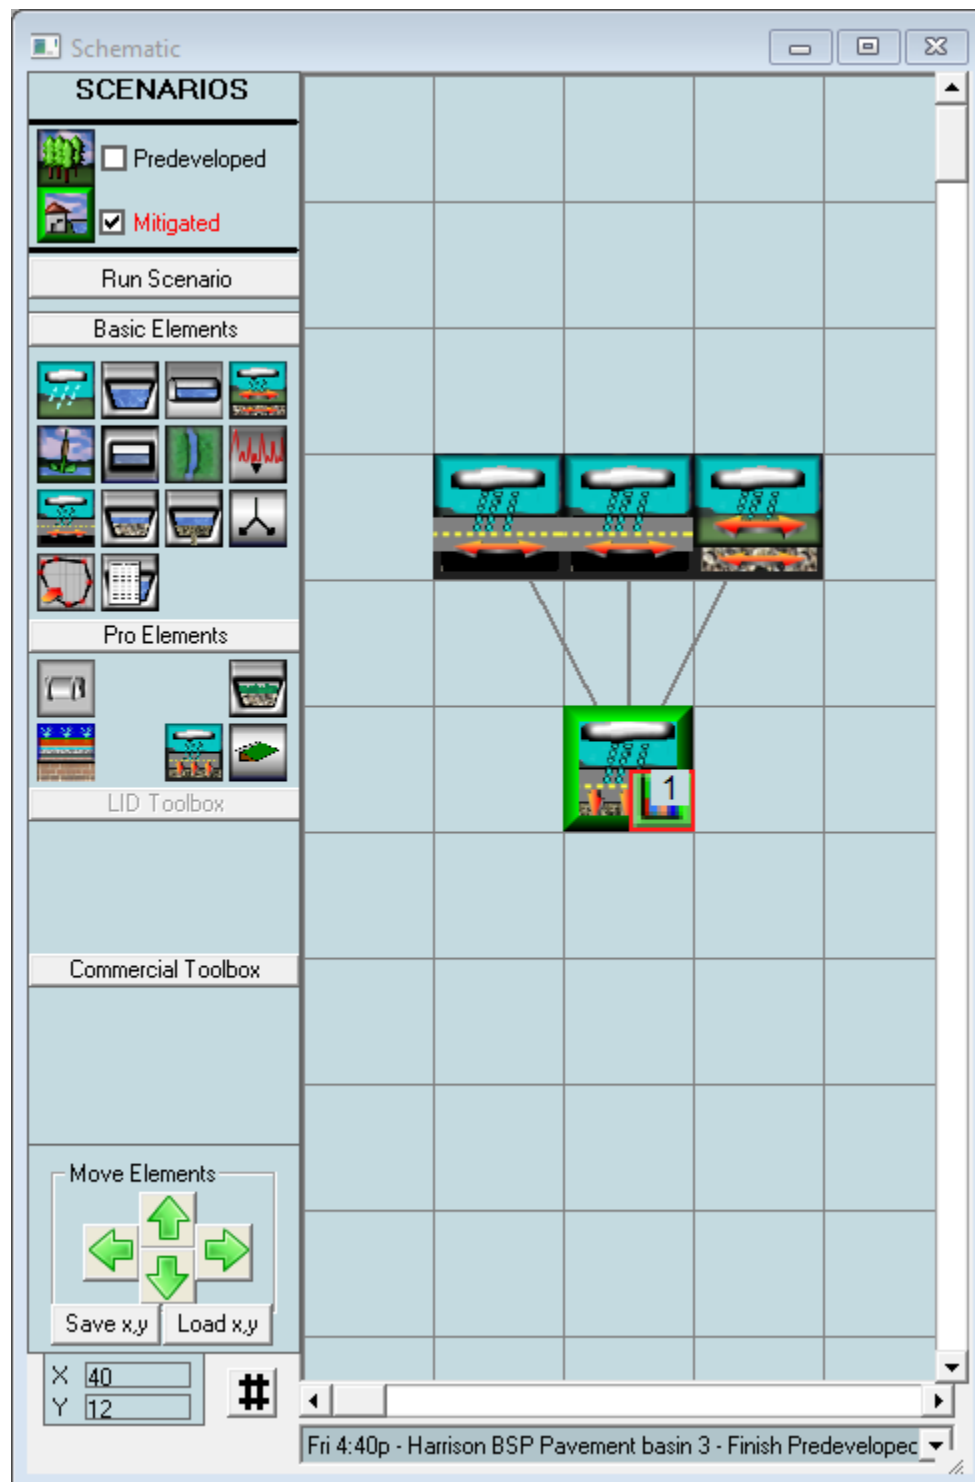 Schematic
SCENARIOS
Predeveloped
Mitigated
Run Scenario
Basic Elements
Pro Elements
LID Toolbox
Commercial Toolbox
Move Elements
Save x,y
Load x,y
X 40
Y 12
#
1
Fri 4:40p - Harrison BSP Pavement basin 3 - Finish Predeveloped